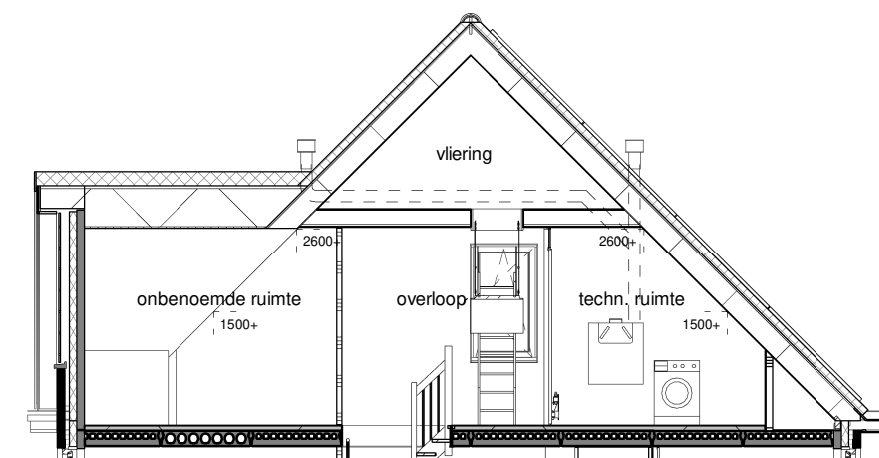 vliering
2600+
2600+
onbenoemde ruimte
overloop
techn. ruimte
1500+
1500+